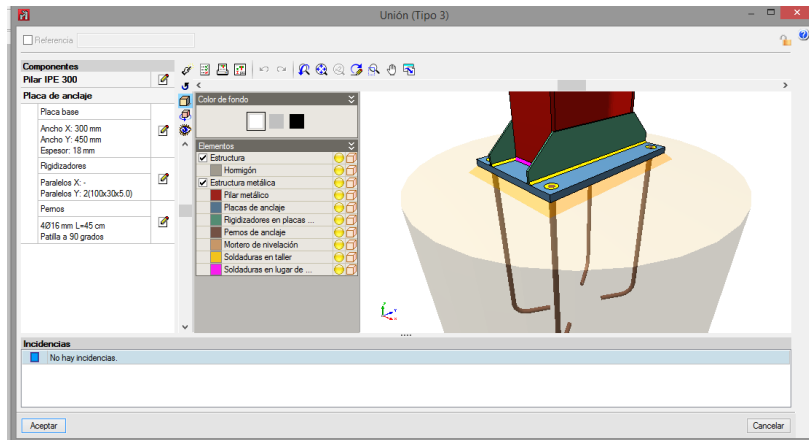 Unión (Tipo 3)
Referencia
Componentes
Pilar IPE 300
Placa de anclaje
Placa base
Ancho X: 300 mm
Ancho Y: 450 mm
Espesor: 18 mm
Rigidizadores
Paralelos X: -
Paralelos Y: 2(100x30x5.0)
Pernos
4Ø16 mm L=45 cm
Patilla a 90 grados
Color de fondo
Elementos
Estructura
Hormigón
Estructura metálica
Pilar metálico
Placas de anclaje
Rigidizadores en placas ...
Pernos de anclaje
Mortero de nivelación
Soldaduras en taller
Soldaduras en lugar de ...
Incidencias
No hay incidencias.
Aceptar
Cancelar